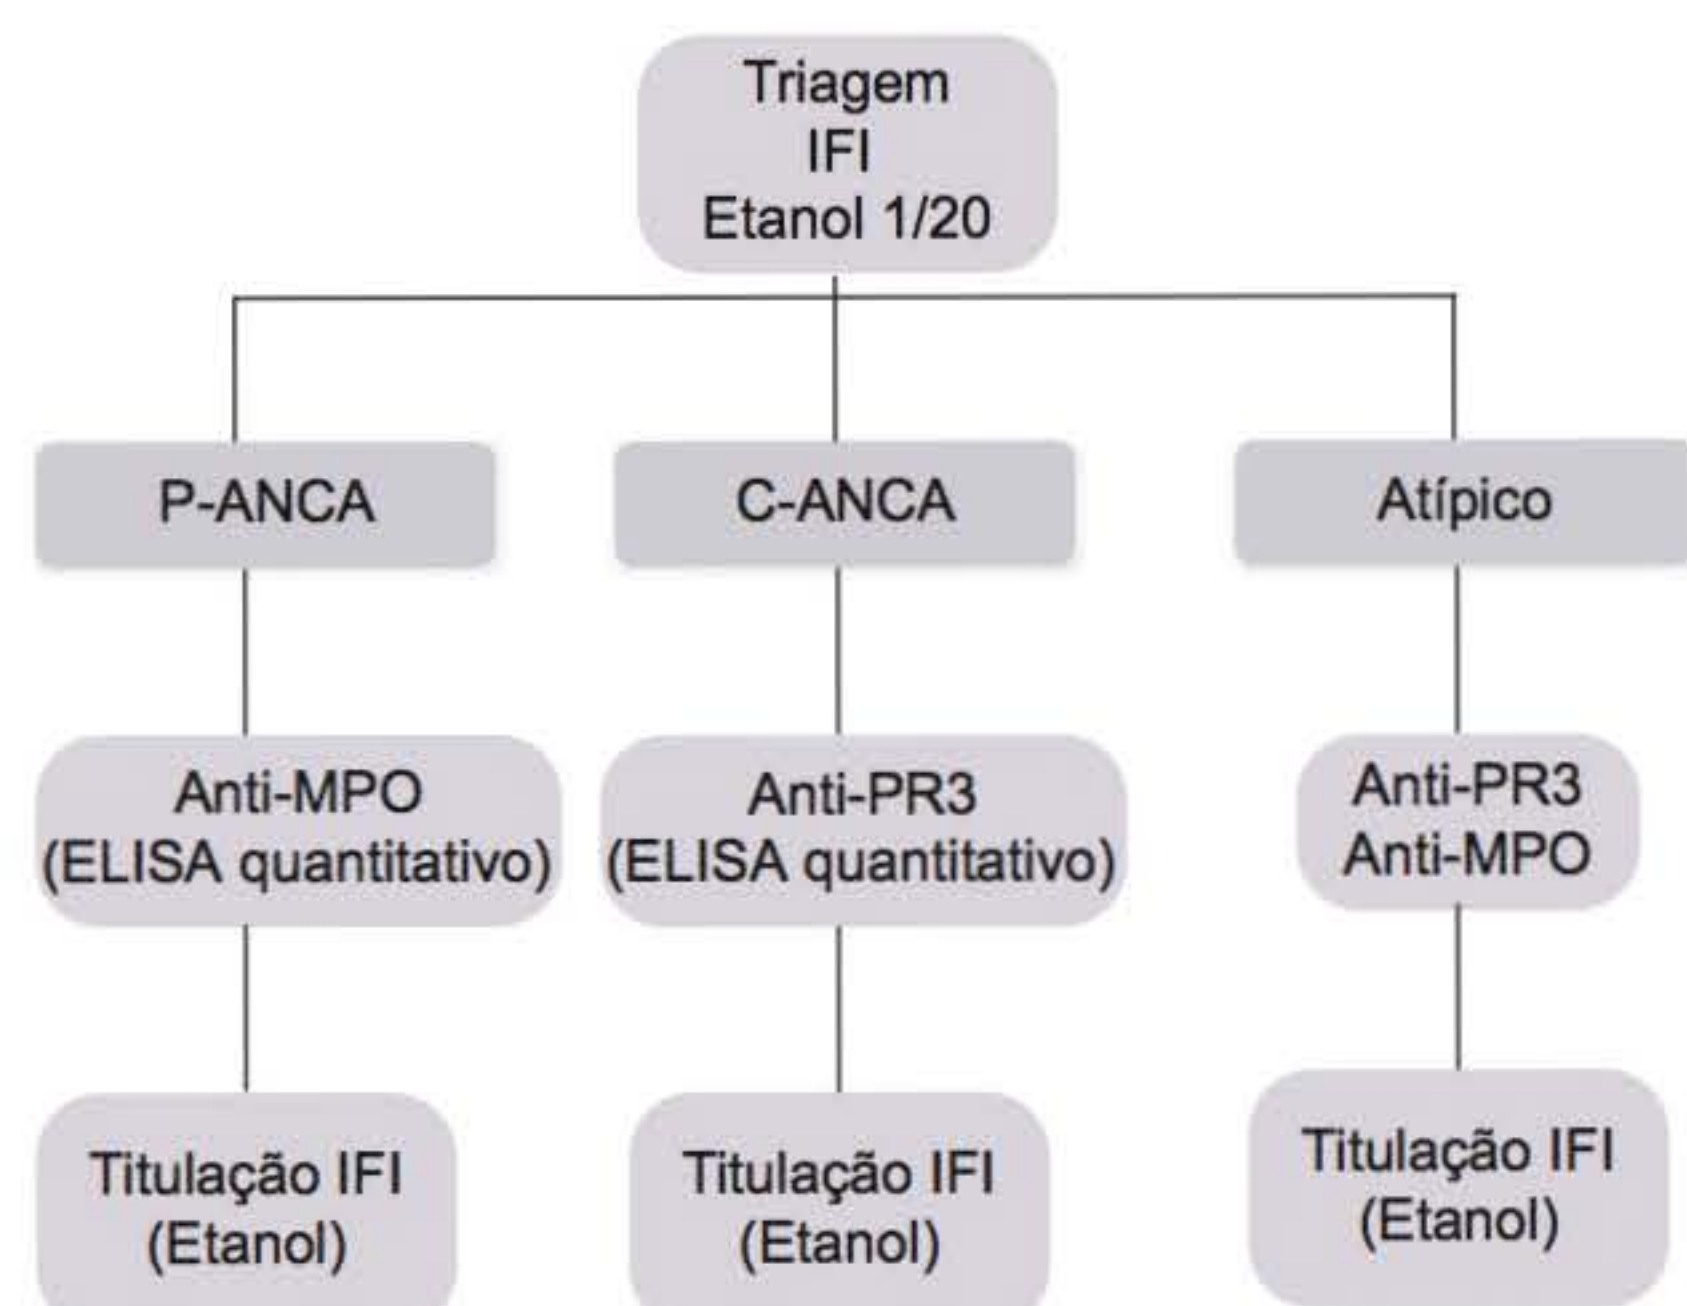 Triagem
IFI
Etanol 1/20
P-ANCA
C-ANCA
Atípico
Anti-MPO
(ELISA quantitativo)
Anti-PR3
(ELISA quantitativo)
Anti-PR3
Anti-MPO
Titulação IFI
(Etanol)
Titulação IFI
(Etanol)
Titulação IFI
(Etanol)